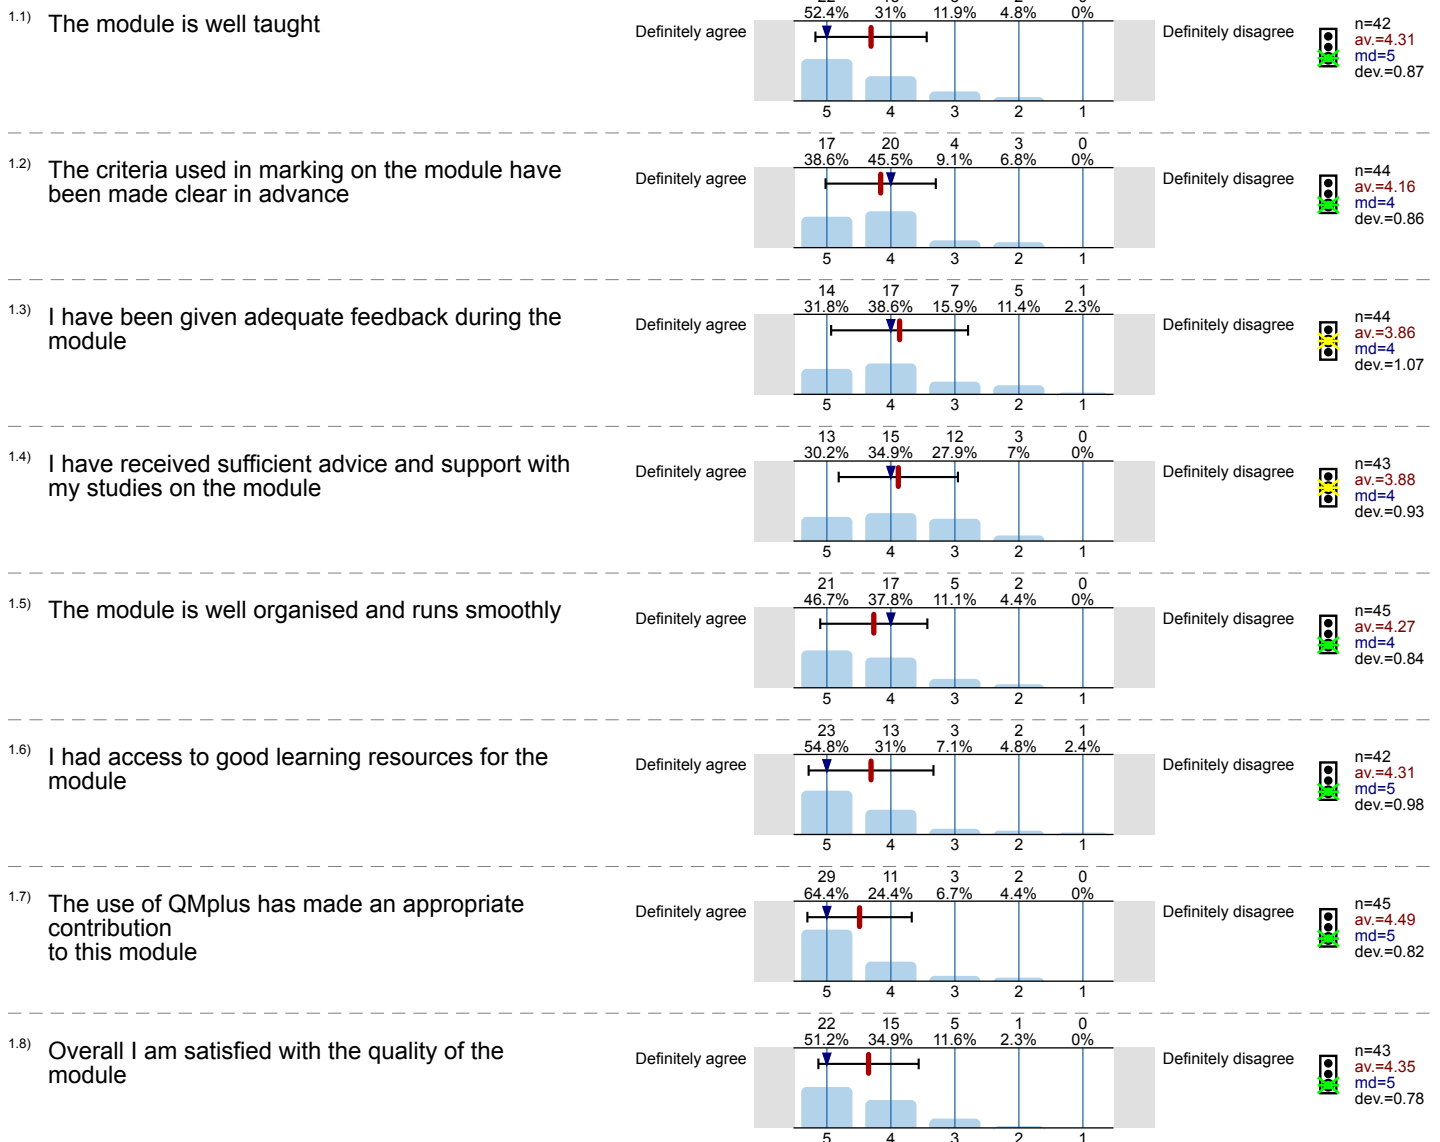 22 13 5 2 0
52.4% 31% 11.9% 4.8% 0%
1.1) The module is well taught
Definitely agree
Definitely disagree
n=42
av.=4.31
md=5
dev.=0.87
5 4 3 2 1
17 20 4 3 0
38.6% 45.5% 9.1% 6.8% 0%
1.2) The criteria used in marking on the module have
been made clear in advance
Definitely agree
Definitely disagree
n=44
av.=4.16
md=4
dev.=0.86
5 4 3 2 1
14 17 7 5 1
31.8% 38.6% 15.9% 11.4% 2.3%
1.3) I have been given adequate feedback during the
module
Definitely agree
Definitely disagree
n=44
av.=3.86
md=4
dev.=1.07
5 4 3 2 1
13 15 12 3 0
30.2% 34.9% 27.9% 7% 0%
1.4) I have received sufficient advice and support with
my studies on the module
Definitely agree
Definitely disagree
n=43
av.=3.88
md=4
dev.=0.93
5 4 3 2 1
21 17 5 2 0
46.7% 37.8% 11.1% 4.4% 0%
1.5) The module is well organised and runs smoothly
Definitely agree
Definitely disagree
n=45
av.=4.27
md=4
dev.=0.84
5 4 3 2 1
23 13 3 2 1
54.8% 31% 7.1% 4.8% 2.4%
1.6) I had access to good learning resources for the
module
Definitely agree
Definitely disagree
n=42
av.=4.31
md=5
dev.=0.98
5 4 3 2 1
29 11 3 2 0
64.4% 24.4% 6.7% 4.4% 0%
1.7) The use of QMplus has made an appropriate
contribution
to this module
Definitely agree
Definitely disagree
n=45
av.=4.49
md=5
dev.=0.82
5 4 3 2 1
22 15 5 1 0
51.2% 34.9% 11.6% 2.3% 0%
1.8) Overall I am satisfied with the quality of the
module
Definitely agree
Definitely disagree
n=43
av.=4.35
md=5
dev.=0.78
5 4 3 2 1